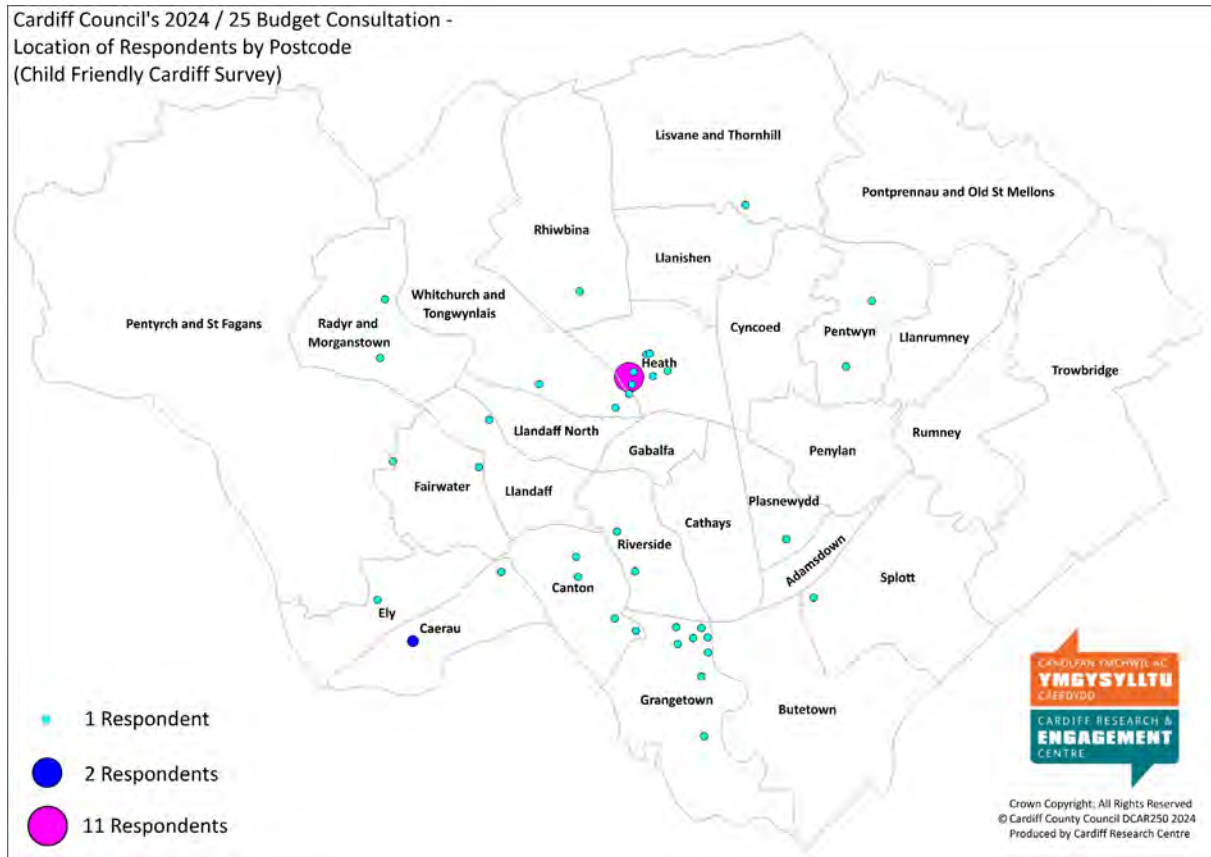 Cardiff Council's 2024 / 25 Budget Consultation -
Location of Respondents by Postcode
(Child Friendly Cardiff Survey)
Lisvane and Thornhill
Pontprennau and Old St Mellons
Rhiwbina
Llanishen
Whitchurch and
Tongwynlais
Pentyrch and St Fagans
Radyr and
Morganstown
Cyncoed
Pentwyn
Llanrumney
Heath
Trowbridge
Llandaff North
Rumney
Gabalfa
Penylan
Fairwater
Llandaff
Plasnewydd
Cathays
Riverside
Adamsdown
Splott
Canton
Ely
Caerau
Grangetown
Butetown
1 Respondent
2 Respondents
11 Respondents
CANOLFAN YMCHWIL AC
YMGYSYLLTU
CAERDYDD
CARDIFF RESEARCH &
ENGAGEMENT
CENTRE
Crown Copyright: All Rights Reserved
© Cardiff County Council DCAR250 2024
Produced by Cardiff Research Centre